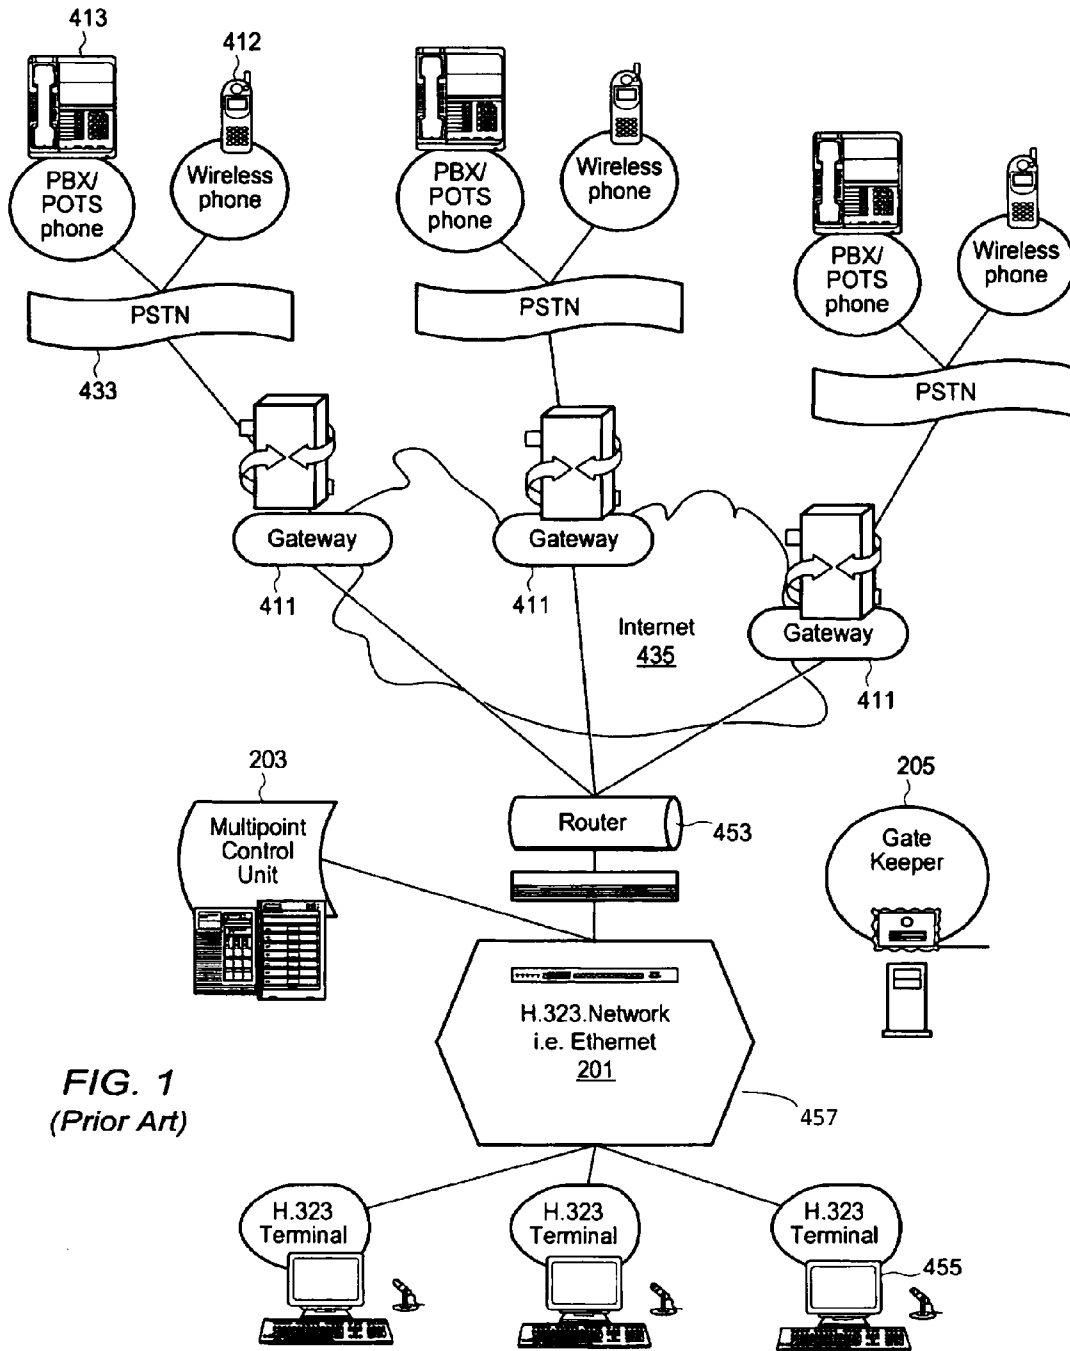 413
412
PBX/
POTS
phone
Wireless
phone
PBX/
POTS
phone
Wireless
phone
PBX/
POTS
phone
Wireless
phone
PSTN
433
PSTN
PSTN
Gateway
411
Gateway
411
Gateway
411
Internet
435
203
Multipoint
Control
Unit
Router
453
205
Gate
Keeper
H.323.Network
i.e. Ethernet
201
457
FIG. 1
(Prior Art)
H.323
Terminal
H.323
Terminal
H.323
Terminal
455